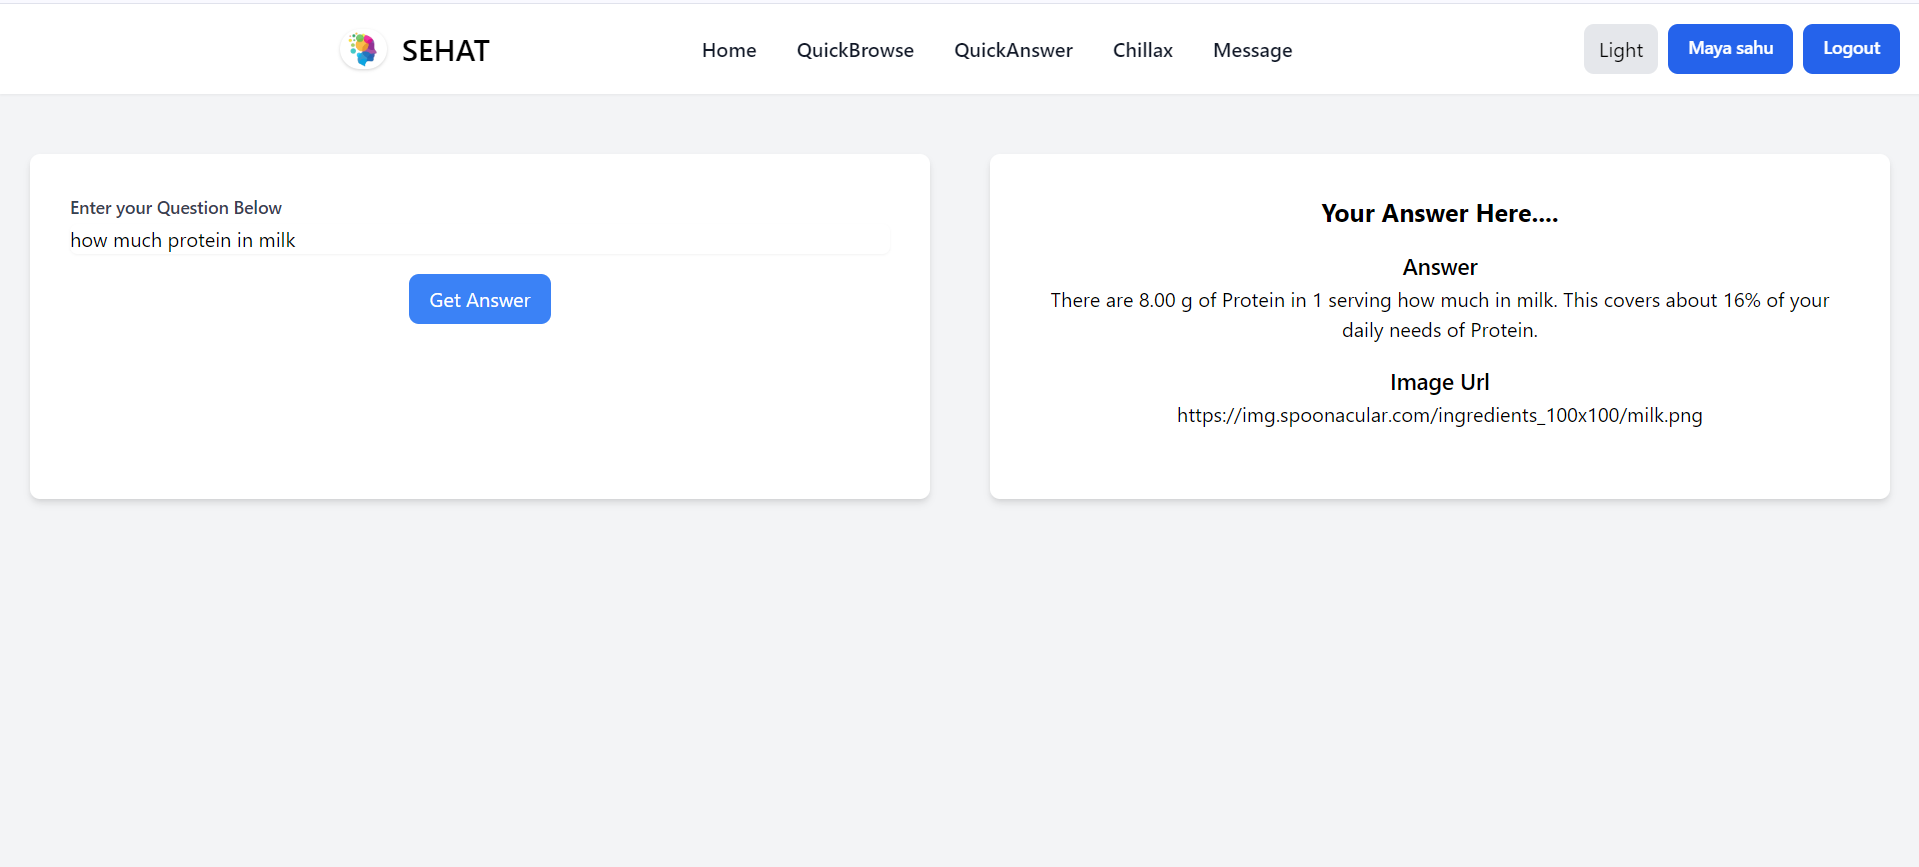 SEHAT
Home QuickBrowse QuickAnswer Chillax Message
Light Maya sahu Logout
Enter your Question Below
how much protein in milk
Get Answer
Your Answer Here....
Answer
There are 8.00 g of Protein in 1 serving how much in milk. This covers about 16% of your
daily needs of Protein.
Image Url
https://img.spoonacular.com/ingredients_100x100/milk.png